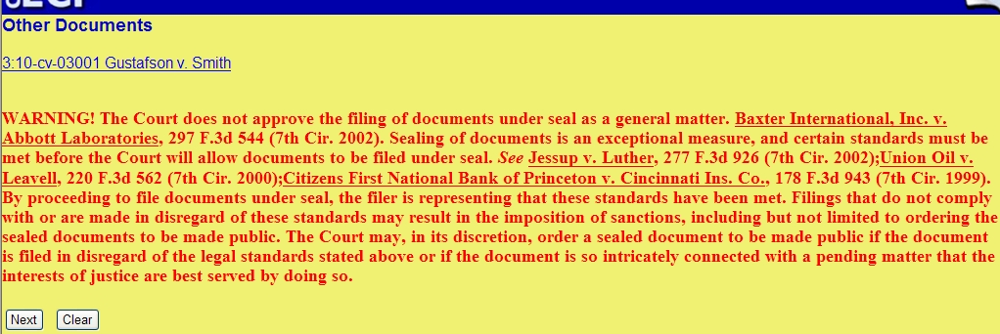 Other Documents
3:10-cv-03001 Gustafson v. Smith
WARNING! The Court does not approve the filing of documents under seal as a general matter. Baxter International, Inc. v.
Abbott Laboratories, 297 F.3d 544 (7th Cir. 2002). Sealing of documents is an exceptional measure, and certain standards must be
met before the Court will allow documents to be filed under seal. See Jessup v. Luther, 277 F.3d 926 (7th Cir. 2002);Union Oil v.
Leavell, 220 F.3d 562 (7th Cir. 2000);Citizens First National Bank of Princeton v. Cincinnati Ins. Co., 178 F.3d 943 (7th Cir. 1999).
By proceeding to file documents under seal, the filer is representing that these standards have been met. Filings that do not comply
with or are made in disregard of these standards may result in the imposition of sanctions, including but not limited to ordering the
sealed documents to be made public. The Court may, in its discretion, order a sealed document to be made public if the document
is filed in disregard of the legal standards stated above or if the document is so intricately connected with a pending matter that the
interests of justice are best served by doing so.
Next Clear